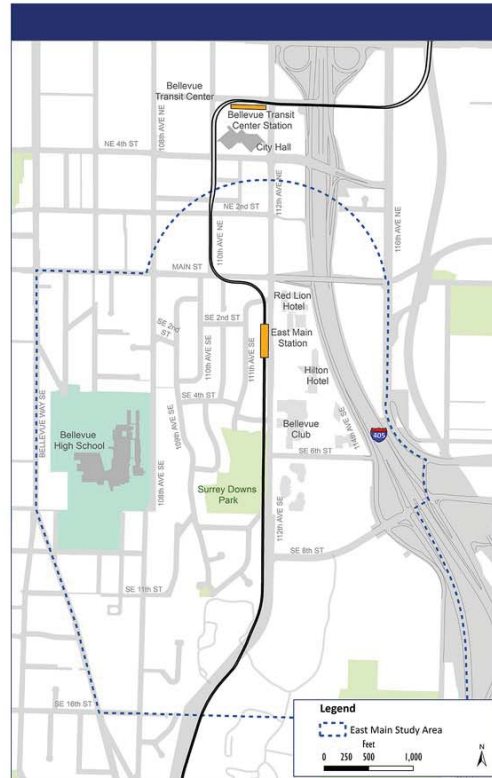 Bellevue
Transit Center
Bellevue Transit
Center Station
City Hall
NE 4th ST
108th AVE NE
112th AVE NE
NE 2nd ST
110th AVE NE
116th AVE NE
MAIN ST
Red Lion
Hotel
SE 2nd ST
SE 2nd
ST
East Main
Station
110th AVE SE
111th AVE SE
Hilton
Hotel
SE 4th ST
BELLEVUE WAY SE
Bellevue
High School
109th AVE SE
108th AVE SE
Bellevue
Club
114th AVE SE
405
SE 6th ST
Surrey Downs
Park
112th AVE SE
SE 8th ST
SE 11th ST
SE 16th ST
Legend
East Main Study Area
Feet
0 250 500 1,000
N